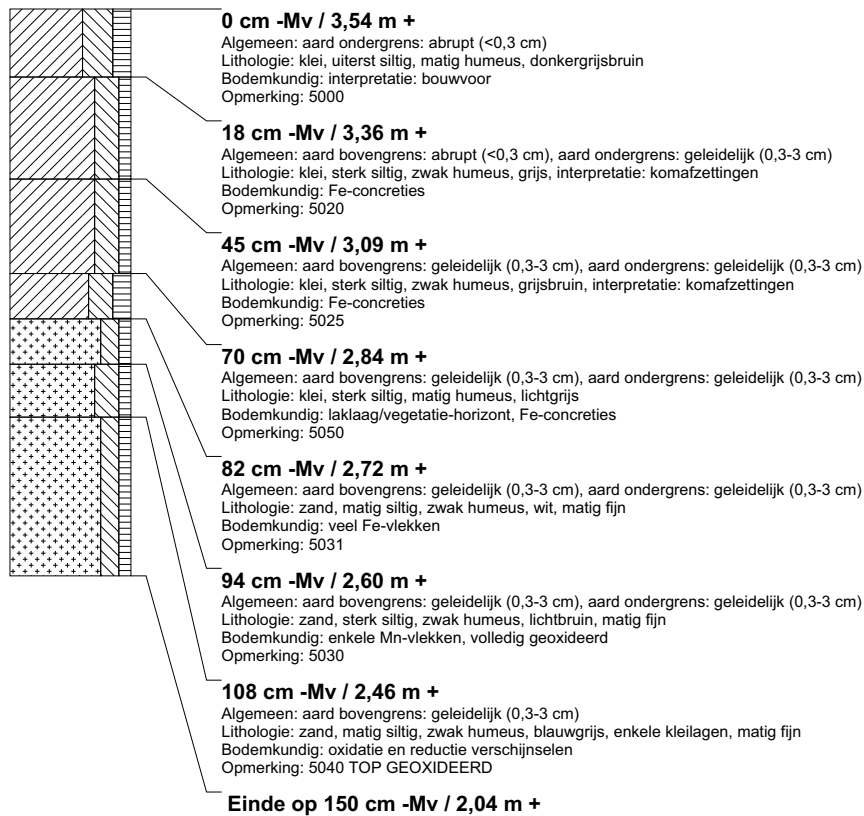 0 cm -Mv / 3,54 m +
Algemeen: aard ondergrens: abrupt (<0,3 cm)
Lithologie: klei, uiterst siltig, matig humeus, donkergrijsbruin
Bodemkundig: interpretatie: bouwvoor
Opmerking: 5000
18 cm -Mv / 3,36 m +
Algemeen: aard bovengrens: abrupt (<0,3 cm), aard ondergrens: geleidelijk (0,3-3 cm)
Lithologie: klei, sterk siltig, zwak humeus, grijs, interpretatie: komafzettingen
Bodemkundig: Fe-concreties
Opmerking: 5020
45 cm -Mv / 3,09 m +
Algemeen: aard bovengrens: geleidelijk (0,3-3 cm), aard ondergrens: geleidelijk (0,3-3 cm)
Lithologie: klei, sterk siltig, zwak humeus, grijsbruin, interpretatie: komafzettingen
Bodemkundig: Fe-concreties
Opmerking: 5025
70 cm -Mv / 2,84 m +
Algemeen: aard bovengrens: geleidelijk (0,3-3 cm), aard ondergrens: geleidelijk (0,3-3 cm)
Lithologie: klei, sterk siltig, matig humeus, lichtgrijs
Bodemkundig: laklaag/vegetatie-horizont, Fe-concreties
Opmerking: 5050
82 cm -Mv / 2,72 m +
Algemeen: aard bovengrens: geleidelijk (0,3-3 cm), aard ondergrens: geleidelijk (0,3-3 cm)
Lithologie: zand, matig siltig, zwak humeus, wit, matig fijn
Bodemkundig: veel Fe-vlekken
Opmerking: 5031
94 cm -Mv / 2,60 m +
Algemeen: aard bovengrens: geleidelijk (0,3-3 cm), aard ondergrens: geleidelijk (0,3-3 cm)
Lithologie: zand, sterk siltig, zwak humeus, lichtbruin, matig fijn
Bodemkundig: enkele Mn-vlekken, volledig geoxideerd
Opmerking: 5030
108 cm -Mv / 2,46 m +
Algemeen: aard bovengrens: geleidelijk (0,3-3 cm)
Lithologie: zand, matig siltig, zwak humeus, blauwgrijs, enkele kleilagen, matig fijn
Bodemkundig: oxidatie en reductie verschijnselen
Opmerking: 5040 TOP GEOXIDEERD
Einde op 150 cm -Mv / 2,04 m +